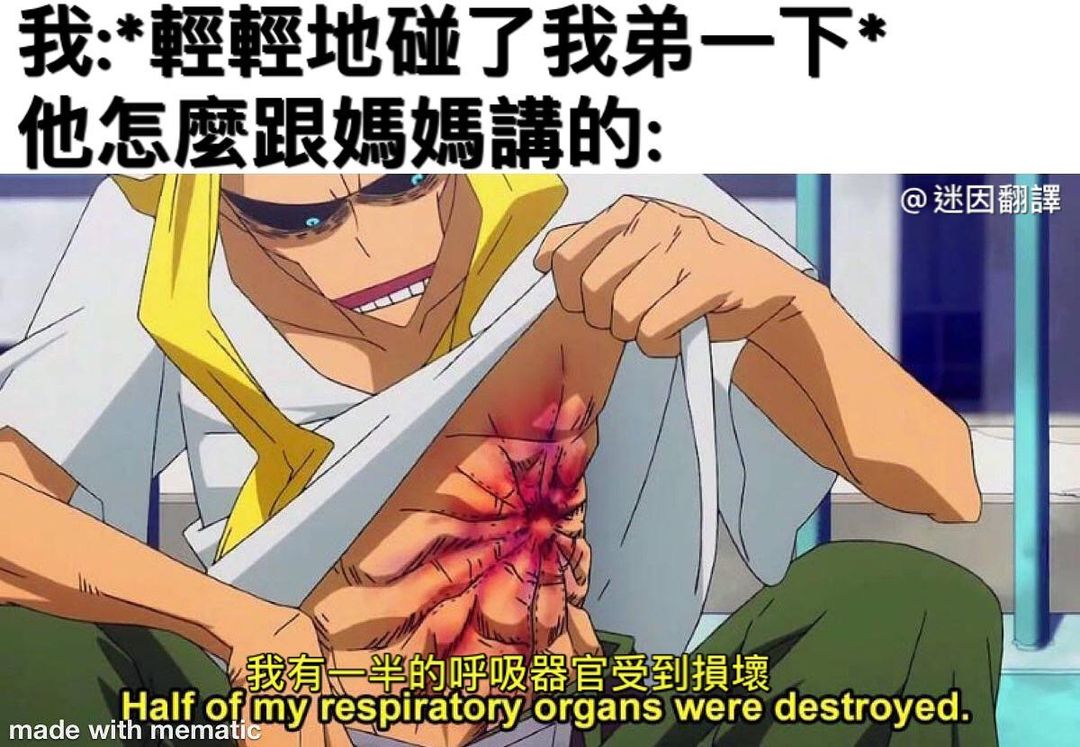 我:*輕輕地碰了我弟一下*
他怎麼跟媽媽講的:
@迷因翻譯
我有一半的呼吸器官受到損壞
Half of my respiratory organs were destroyed.
made with mematic